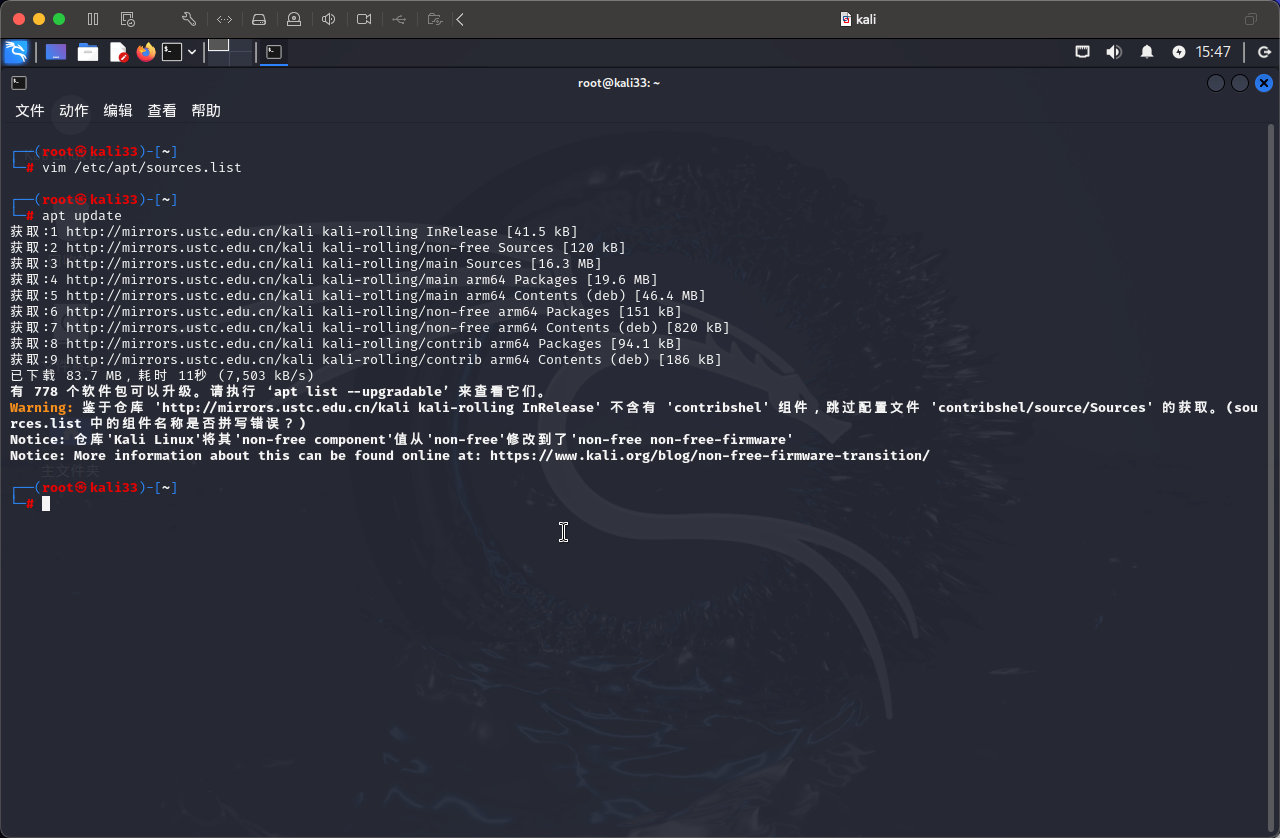 kali
15:47
root@kali33: ~
文件 动作 编辑 查看 帮助
┌──(root㉿kali33)-[~]
└─# vim /etc/apt/sources.list
┌──(root㉿kali33)-[~]
└─# apt update
获取:1 http://mirrors.ustc.edu.cn/kali kali-rolling InRelease [41.5 kB]
获取:2 http://mirrors.ustc.edu.cn/kali kali-rolling/non-free Sources [120 kB]
获取:3 http://mirrors.ustc.edu.cn/kali kali-rolling/main Sources [16.3 MB]
获取:4 http://mirrors.ustc.edu.cn/kali kali-rolling/main arm64 Packages [19.6 MB]
获取:5 http://mirrors.ustc.edu.cn/kali kali-rolling/main arm64 Contents (deb) [46.4 MB]
获取:6 http://mirrors.ustc.edu.cn/kali kali-rolling/non-free arm64 Packages [151 kB]
获取:7 http://mirrors.ustc.edu.cn/kali kali-rolling/non-free arm64 Contents (deb) [820 kB]
获取:8 http://mirrors.ustc.edu.cn/kali kali-rolling/contrib arm64 Packages [94.1 kB]
获取:9 http://mirrors.ustc.edu.cn/kali kali-rolling/contrib arm64 Contents (deb) [186 kB]
已下载 83.7 MB，耗时 11秒 (7,503 kB/s)
有 778 个软件包可以升级。请执行 ‘apt list --upgradable’ 来查看它们。
Warning: 鉴于仓库 'http://mirrors.ustc.edu.cn/kali kali-rolling InRelease' 不含有 'contribshel' 组件，跳过配置文件 'contribshel/source/Sources' 的获取。(sou
rces.list 中的组件名称是否拼写错误？)
Notice: 仓库'Kali Linux'将其'non-free component'值从'non-free'修改到了'non-free non-free-firmware'
Notice: More information about this can be found online at: https://www.kali.org/blog/non-free-firmware-transition/
主文件夹
┌──(root㉿kali33)-[~]
└─#